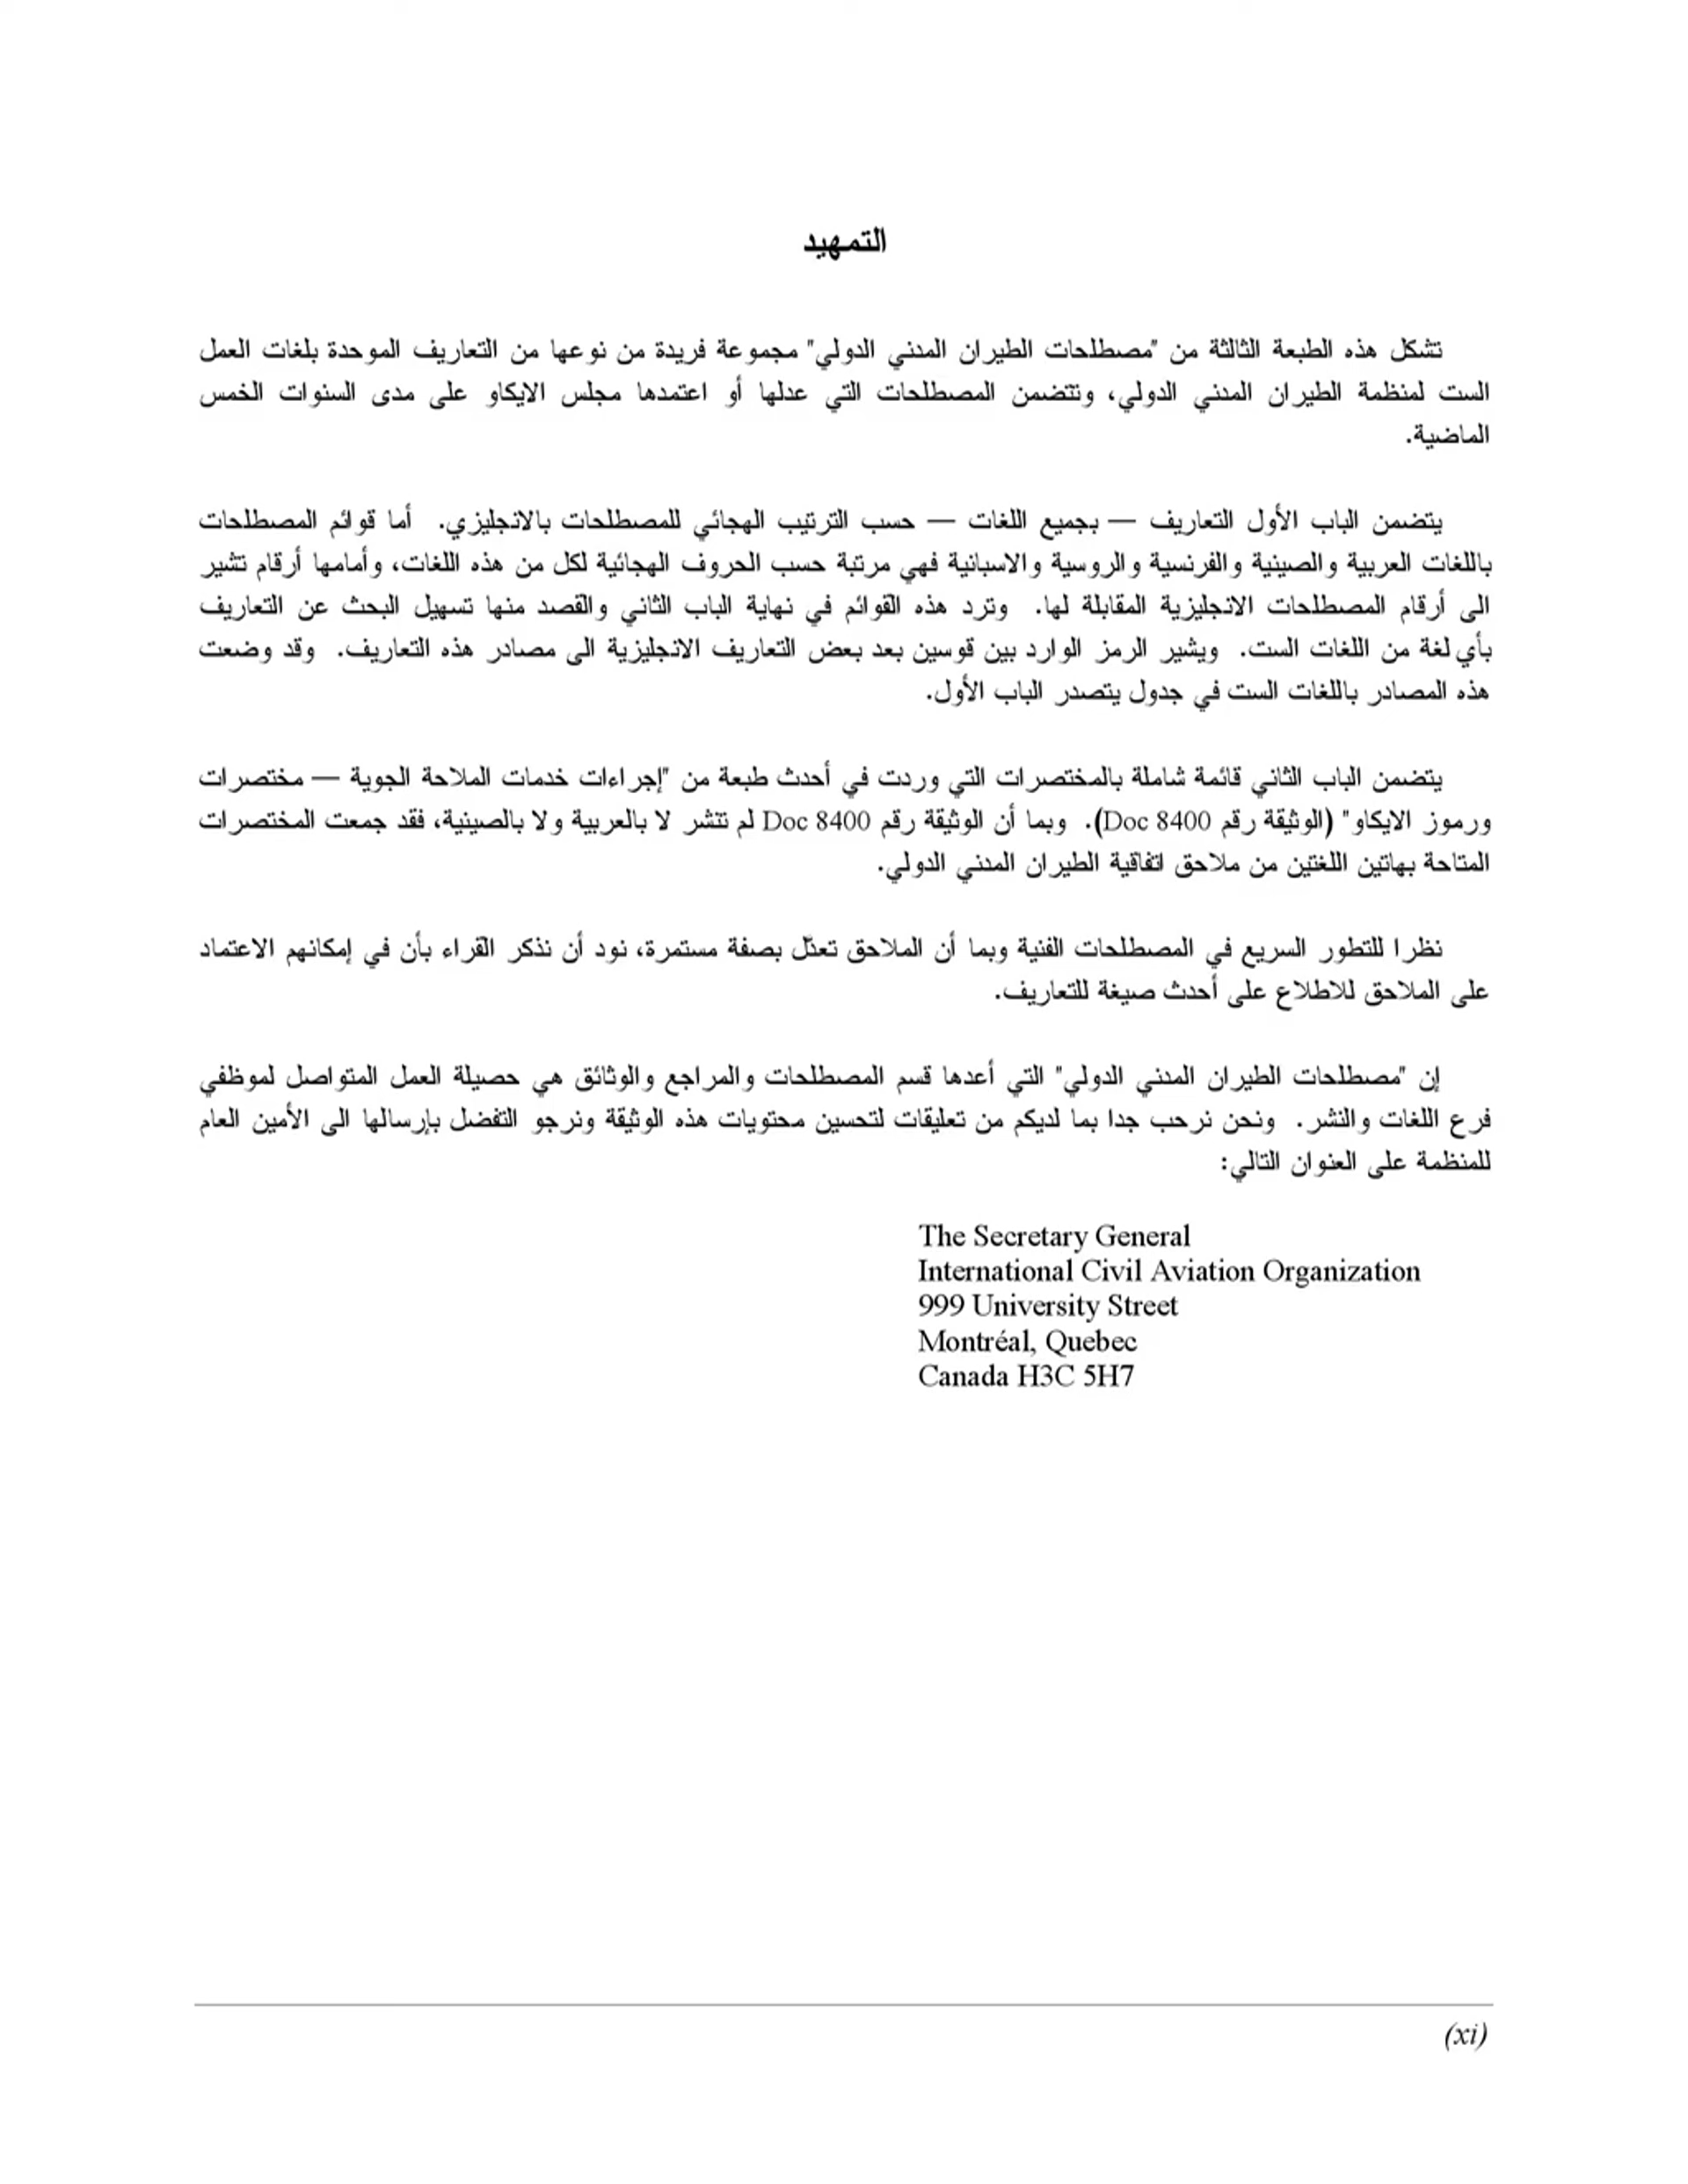 التمهيد
تشكل هذه الطبعة الثالثة من "مصطلحات الطيران المدني الدولي" مجموعة فريدة من نوعها من التعاريف الموحدة بلغات العمل
الست لمنظمة الطيران المدني الدولي، وتتضمن المصطلحات التي عدلها أو اعتمدها مجلس الايكاو على مدى السنوات الخمس
الماضية.
يتضمن الباب الأول التعاريف — بجميع اللغات — حسب الترتيب الهجائي للمصطلحات بالانجليزي. أما قوائم المصطلحات
باللغات العربية والصينية والفرنسية والروسية والاسبانية فهي مرتبة حسب الحروف الهجائية لكل من هذه اللغات، وأمامها أرقام تشير
الى أرقام المصطلحات الانجليزية المقابلة لها. وترد هذه القوائم في نهاية الباب الثاني والقصد منها تسهيل البحث عن التعاريف
بأي لغة من اللغات الست. ويشير الرمز الوارد بين قوسين بعد بعض التعاريف الانجليزية الى مصادر هذه التعاريف. وقد وضعت
هذه المصادر باللغات الست في جدول يتصدر الباب الأول.
يتضمن الباب الثاني قائمة شاملة بالمختصرات التي وردت في أحدث طبعة من "إجراءات خدمات الملاحة الجوية — مختصرات
ورموز الايكاو" (الوثيقة رقم Doc 8400). وبما أن الوثيقة رقم Doc 8400 لم تنشر لا بالعربية ولا بالصينية، فقد جمعت المختصرات
المتاحة بهاتين اللغتين من ملاحق اتفاقية الطيران المدني الدولي.
نظرا للتطور السريع في المصطلحات الفنية وبما أن الملاحق تعدّل بصفة مستمرة، نود أن نذكر القراء بأن في إمكانهم الاعتماد
على الملاحق للاطلاع على أحدث صيغة للتعاريف.
إن "مصطلحات الطيران المدني الدولي" التي أعدها قسم المصطلحات والمراجع والوثائق هي حصيلة العمل المتواصل لموظفي
فرع اللغات والنشر. ونحن نرحب جدا بما لديكم من تعليقات لتحسين محتويات هذه الوثيقة ونرجو التفضل بإرسالها الى الأمين العام
للمنظمة على العنوان التالي:
The Secretary General
International Civil Aviation Organization
999 University Street
Montréal, Quebec
Canada H3C 5H7
(xi)